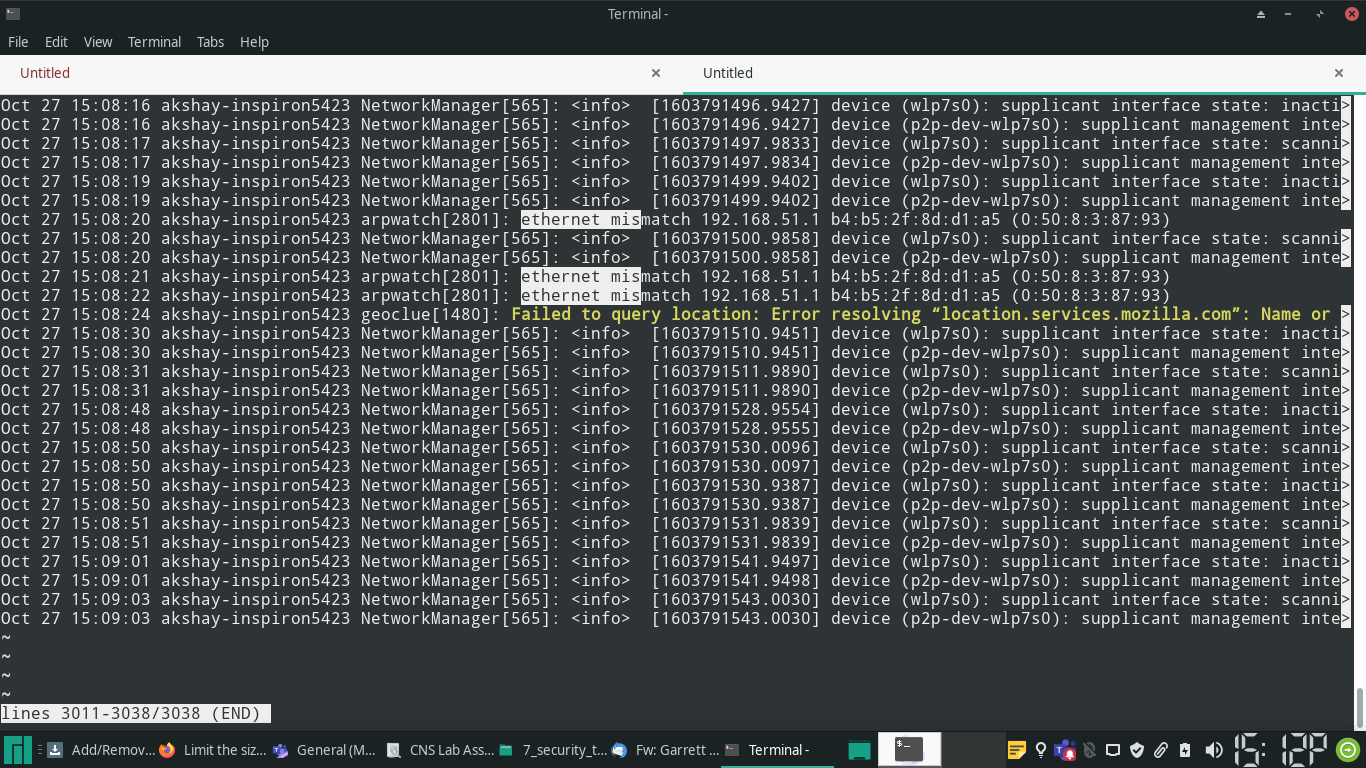 Terminal -
File Edit View Terminal Tabs Help
Untitled
Untitled
Oct 27 15:08:16 akshay-inspiron5423 NetworkManager[565]: <info>  [1603791496.9427] device (wlp7s0): supplicant interface state: inacti>
Oct 27 15:08:16 akshay-inspiron5423 NetworkManager[565]: <info>  [1603791496.9427] device (p2p-dev-wlp7s0): supplicant management inte>
Oct 27 15:08:17 akshay-inspiron5423 NetworkManager[565]: <info>  [1603791497.9833] device (wlp7s0): supplicant interface state: scanni>
Oct 27 15:08:17 akshay-inspiron5423 NetworkManager[565]: <info>  [1603791497.9834] device (p2p-dev-wlp7s0): supplicant management inte>
Oct 27 15:08:19 akshay-inspiron5423 NetworkManager[565]: <info>  [1603791499.9402] device (wlp7s0): supplicant interface state: inacti>
Oct 27 15:08:19 akshay-inspiron5423 NetworkManager[565]: <info>  [1603791499.9402] device (p2p-dev-wlp7s0): supplicant management inte>
Oct 27 15:08:20 akshay-inspiron5423 arpwatch[2801]: ethernet mismatch 192.168.51.1 b4:b5:2f:8d:d1:a5 (0:50:8:3:87:93)
Oct 27 15:08:20 akshay-inspiron5423 NetworkManager[565]: <info>  [1603791500.9858] device (wlp7s0): supplicant interface state: scanni>
Oct 27 15:08:20 akshay-inspiron5423 NetworkManager[565]: <info>  [1603791500.9858] device (p2p-dev-wlp7s0): supplicant management inte>
Oct 27 15:08:21 akshay-inspiron5423 arpwatch[2801]: ethernet mismatch 192.168.51.1 b4:b5:2f:8d:d1:a5 (0:50:8:3:87:93)
Oct 27 15:08:22 akshay-inspiron5423 arpwatch[2801]: ethernet mismatch 192.168.51.1 b4:b5:2f:8d:d1:a5 (0:50:8:3:87:93)
Oct 27 15:08:24 akshay-inspiron5423 geoclue[1480]: Failed to query location: Error resolving “location.services.mozilla.com”: Name or >
Oct 27 15:08:30 akshay-inspiron5423 NetworkManager[565]: <info>  [1603791510.9451] device (wlp7s0): supplicant interface state: inacti>
Oct 27 15:08:30 akshay-inspiron5423 NetworkManager[565]: <info>  [1603791510.9451] device (p2p-dev-wlp7s0): supplicant management inte>
Oct 27 15:08:31 akshay-inspiron5423 NetworkManager[565]: <info>  [1603791511.9890] device (wlp7s0): supplicant interface state: scanni>
Oct 27 15:08:31 akshay-inspiron5423 NetworkManager[565]: <info>  [1603791511.9890] device (p2p-dev-wlp7s0): supplicant management inte>
Oct 27 15:08:48 akshay-inspiron5423 NetworkManager[565]: <info>  [1603791528.9554] device (wlp7s0): supplicant interface state: inacti>
Oct 27 15:08:48 akshay-inspiron5423 NetworkManager[565]: <info>  [1603791528.9555] device (p2p-dev-wlp7s0): supplicant management inte>
Oct 27 15:08:50 akshay-inspiron5423 NetworkManager[565]: <info>  [1603791530.0096] device (wlp7s0): supplicant interface state: scanni>
Oct 27 15:08:50 akshay-inspiron5423 NetworkManager[565]: <info>  [1603791530.0097] device (p2p-dev-wlp7s0): supplicant management inte>
Oct 27 15:08:50 akshay-inspiron5423 NetworkManager[565]: <info>  [1603791530.9387] device (wlp7s0): supplicant interface state: inacti>
Oct 27 15:08:50 akshay-inspiron5423 NetworkManager[565]: <info>  [1603791530.9387] device (p2p-dev-wlp7s0): supplicant management inte>
Oct 27 15:08:51 akshay-inspiron5423 NetworkManager[565]: <info>  [1603791531.9839] device (wlp7s0): supplicant interface state: scanni>
Oct 27 15:08:51 akshay-inspiron5423 NetworkManager[565]: <info>  [1603791531.9839] device (p2p-dev-wlp7s0): supplicant management inte>
Oct 27 15:09:01 akshay-inspiron5423 NetworkManager[565]: <info>  [1603791541.9497] device (wlp7s0): supplicant interface state: inacti>
Oct 27 15:09:01 akshay-inspiron5423 NetworkManager[565]: <info>  [1603791541.9498] device (p2p-dev-wlp7s0): supplicant management inte>
Oct 27 15:09:03 akshay-inspiron5423 NetworkManager[565]: <info>  [1603791543.0030] device (wlp7s0): supplicant interface state: scanni>
Oct 27 15:09:03 akshay-inspiron5423 NetworkManager[565]: <info>  [1603791543.0030] device (p2p-dev-wlp7s0): supplicant management inte>
~
~
~
~
lines 3011-3038/3038 (END)
Add/Remov... Limit the siz... General (M... CNS Lab Ass... 7_security_t... Fw: Garrett ... Terminal - 15: